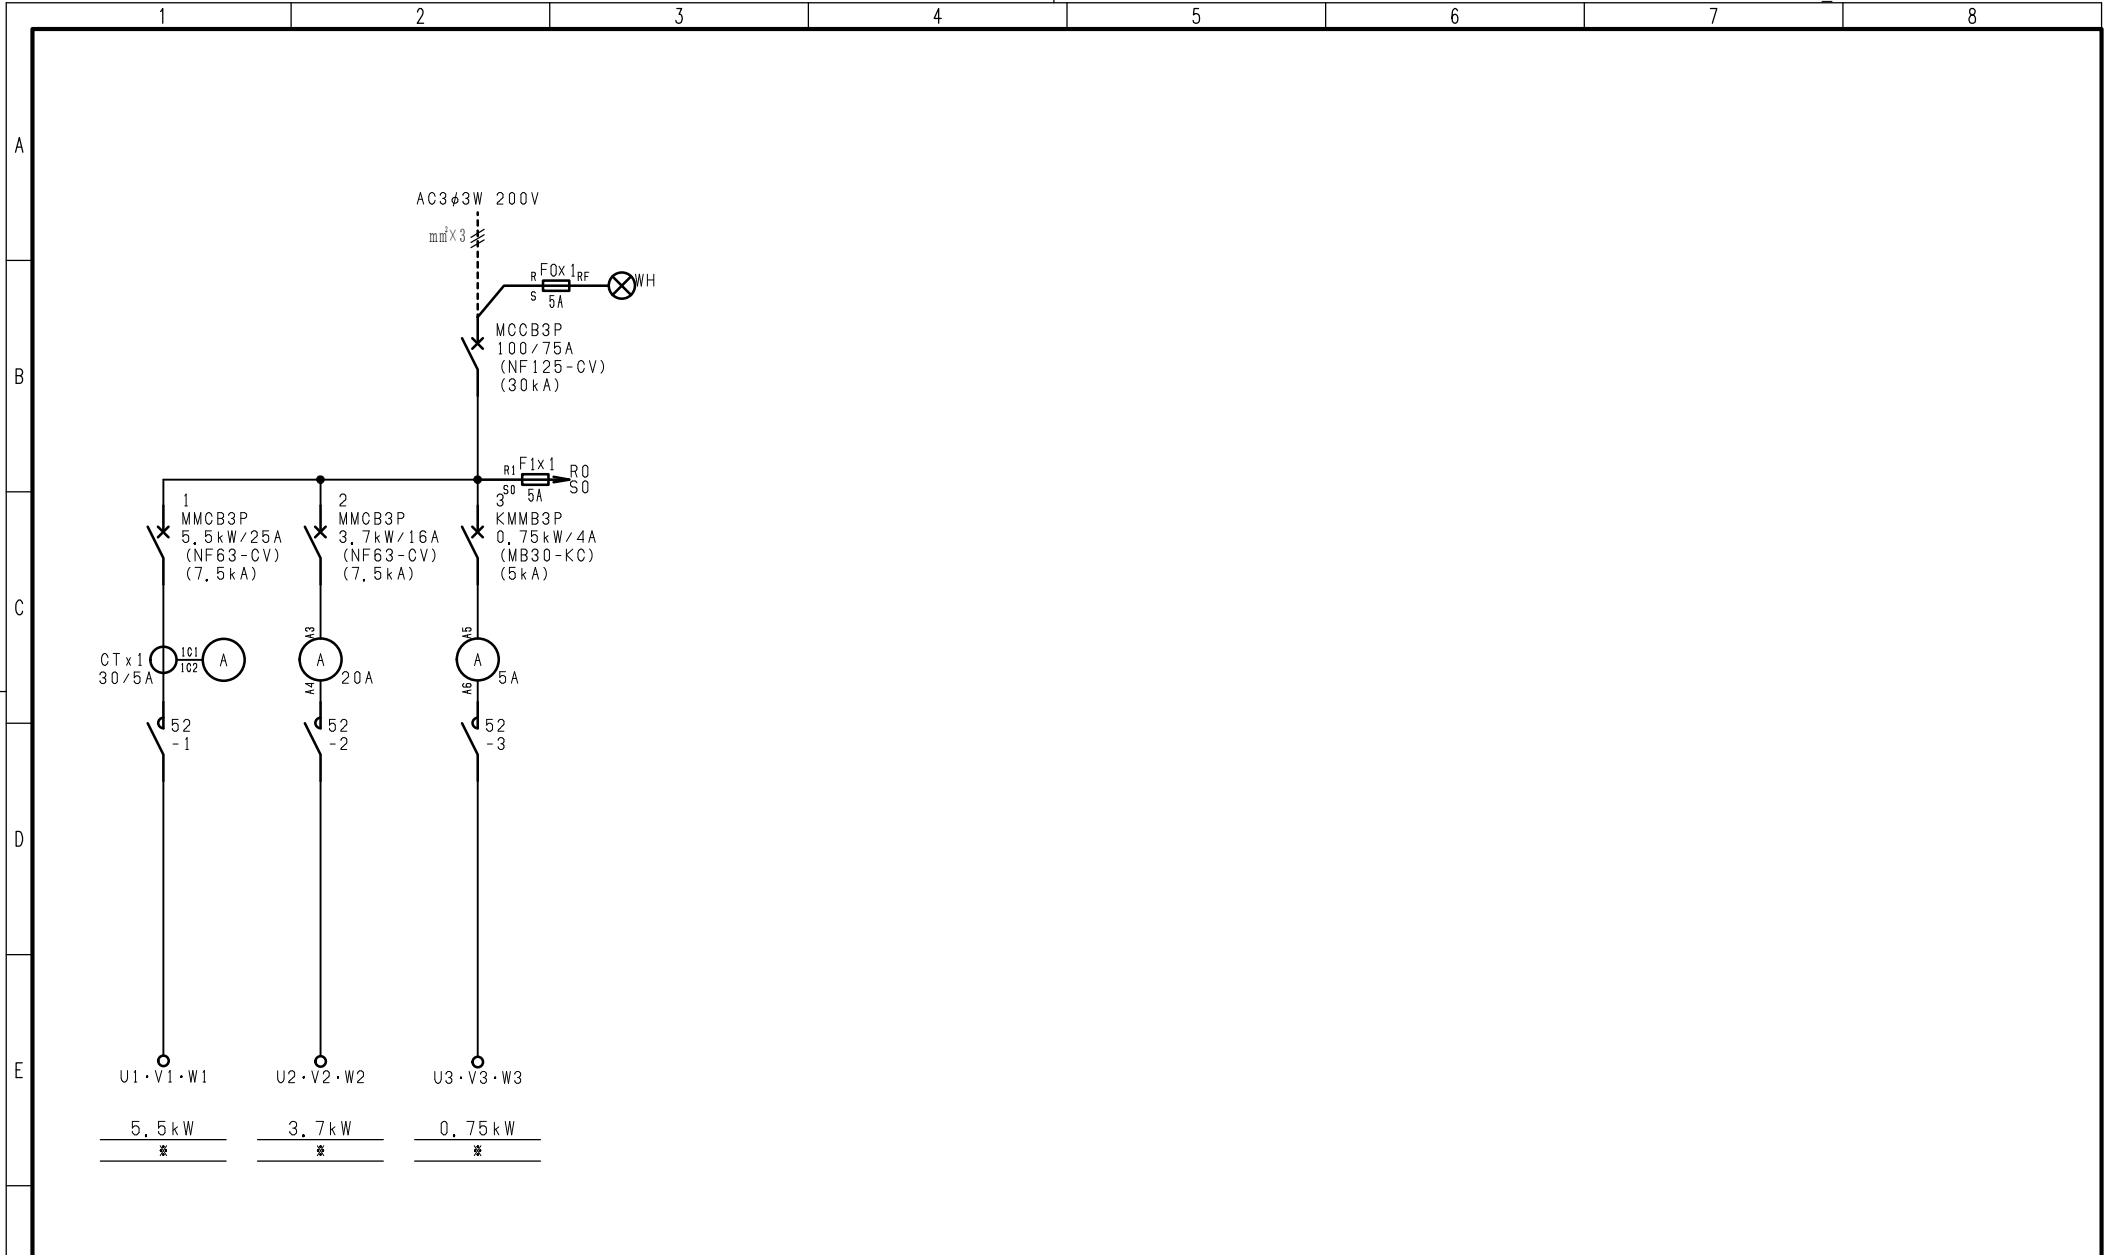 1 2 3 4 5 6 7 8
A
AC3φ3W 200V
mm²×3
R F0x1 RF
S 5A
WH
MCCB3P
100/75A
(NF125-CV)
(30kA)
B
R1 F1x1 R0
S0 5A S0
1
MMCB3P
5.5kW/25A
(NF63-CV)
(7.5kA)
2
MMCB3P
3.7kW/16A
(NF63-CV)
(7.5kA)
3
KMMB3P
0.75kW/4A
(MB30-KC)
(5kA)
C
CTx1
30/5A
1C1
1C2
A
A3
A
A4
20A
A5
A
A6
5A
52
-1
52
-2
52
-3
D
E
U1・V1・W1
U2・V2・W2
U3・V3・W3
5.5kW
3.7kW
0.75kW
※
※
※